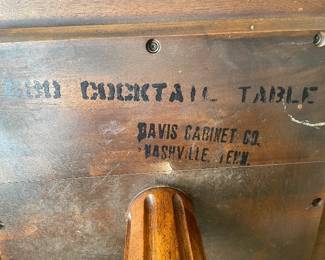 COCKTAIL TABLE
DAVIS CABINET CO.
NASHVILLE, TENN.